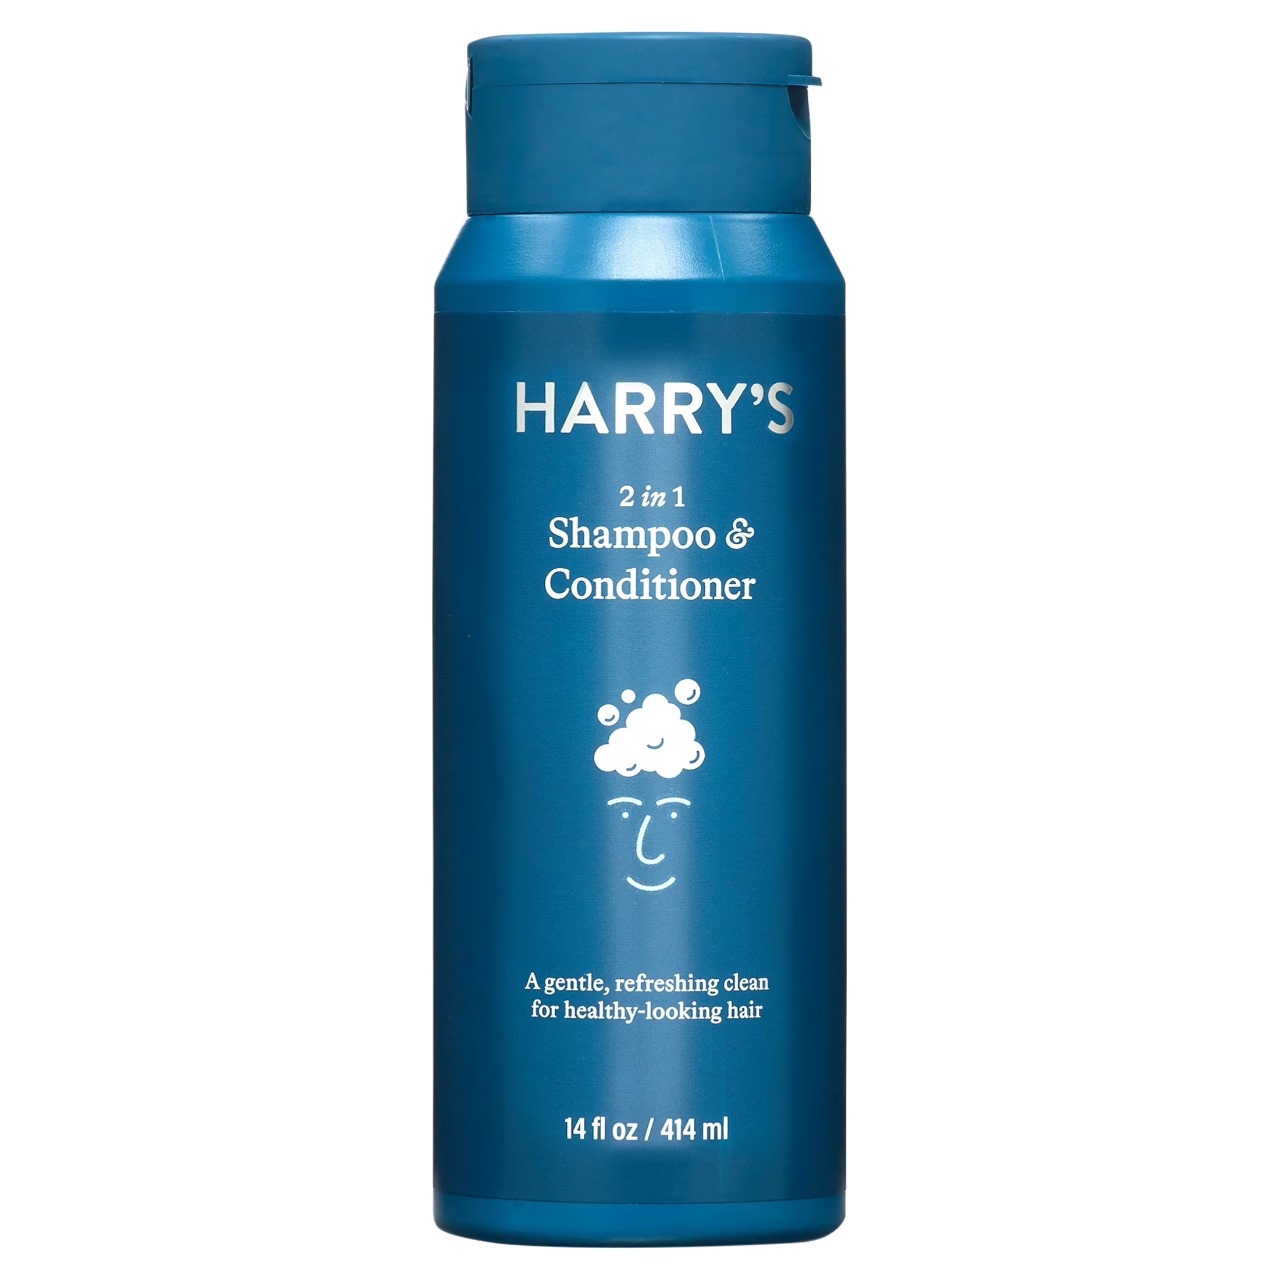 HARRY'S
2 in 1
Shampoo &
Conditioner
A gentle, refreshing clean
for healthy-looking hair
14 fl oz / 414 ml